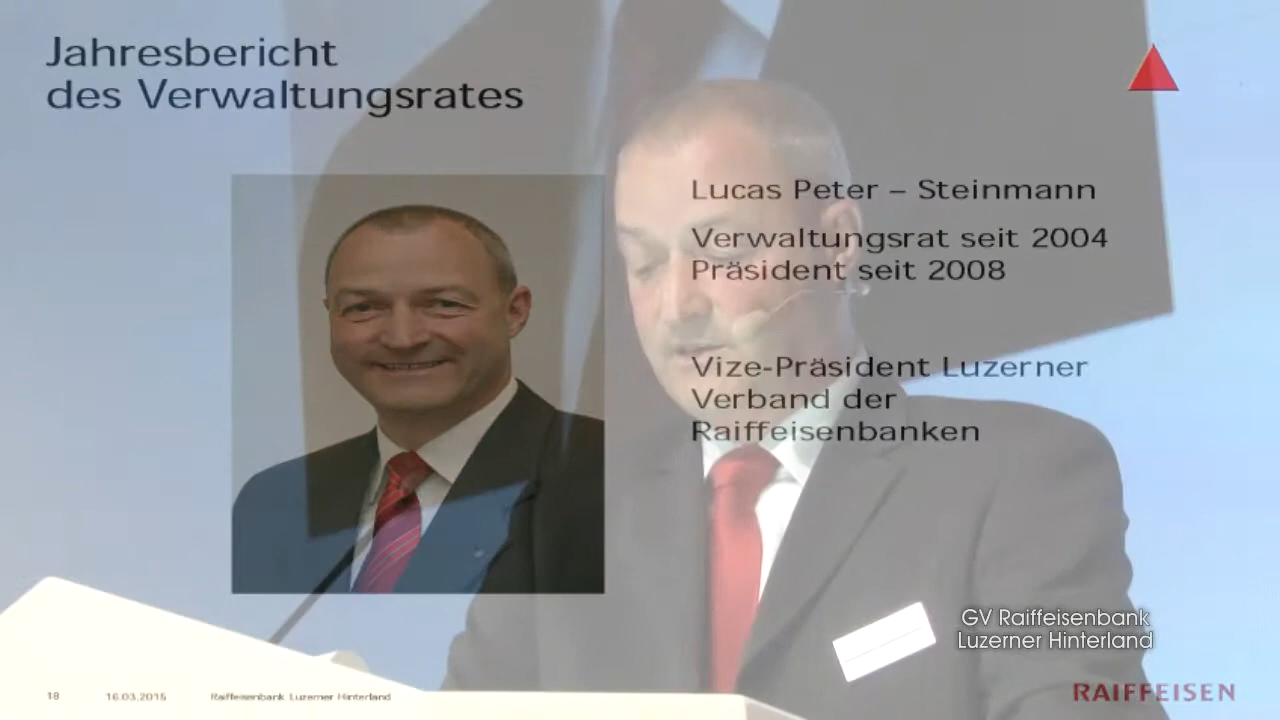 Jahresbericht
des Verwaltungsrates
Lucas Peter – Steinmann
Verwaltungsrat seit 2004
Präsident seit 2008
Vize-Präsident Luzerner
Verband der
Raiffeisenbanken
GV Raiffeisenbank
Luzerner Hinterland
18 16.03.2015 Raiffeisenbank Luzerner Hinterland
RAIFFEISEN